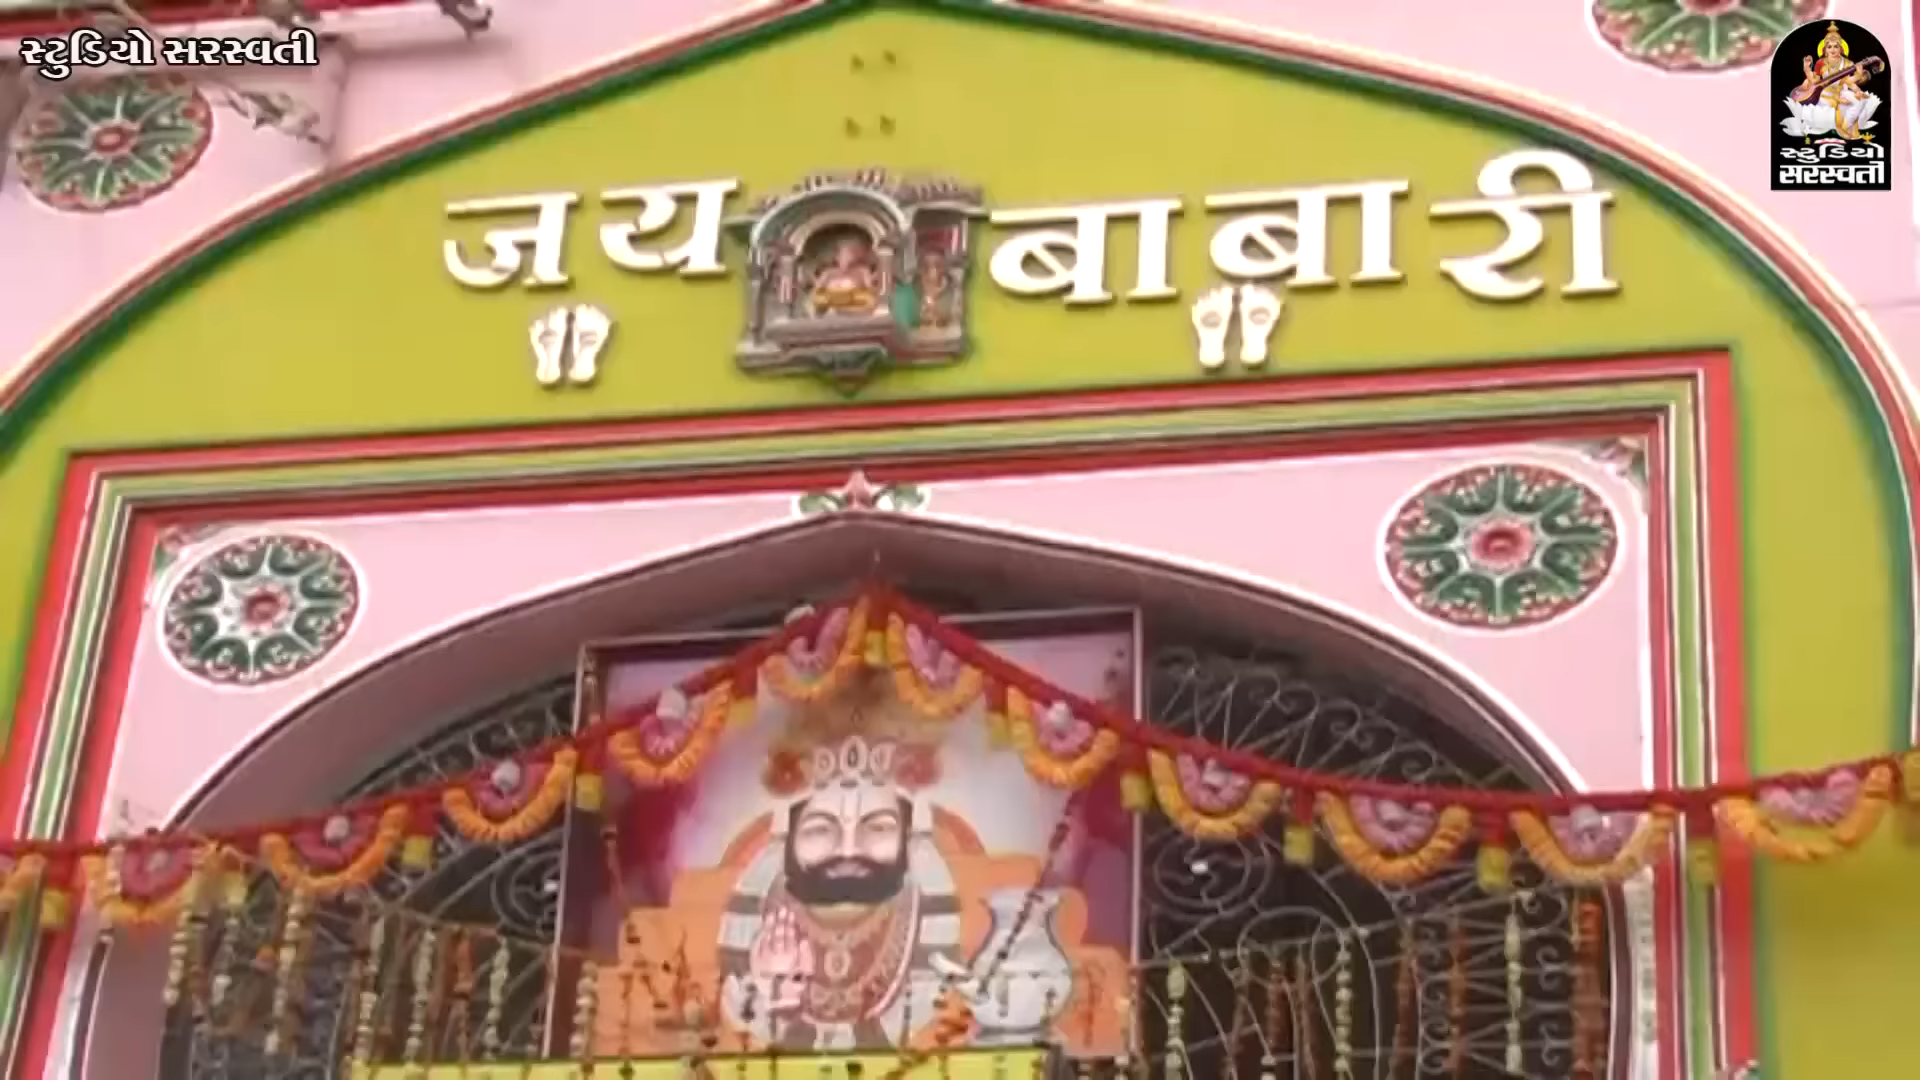 સ્ટુડિયો સરસ્વતી
સ્ટુડિયો
સરસ્વતી
जय बाबारी